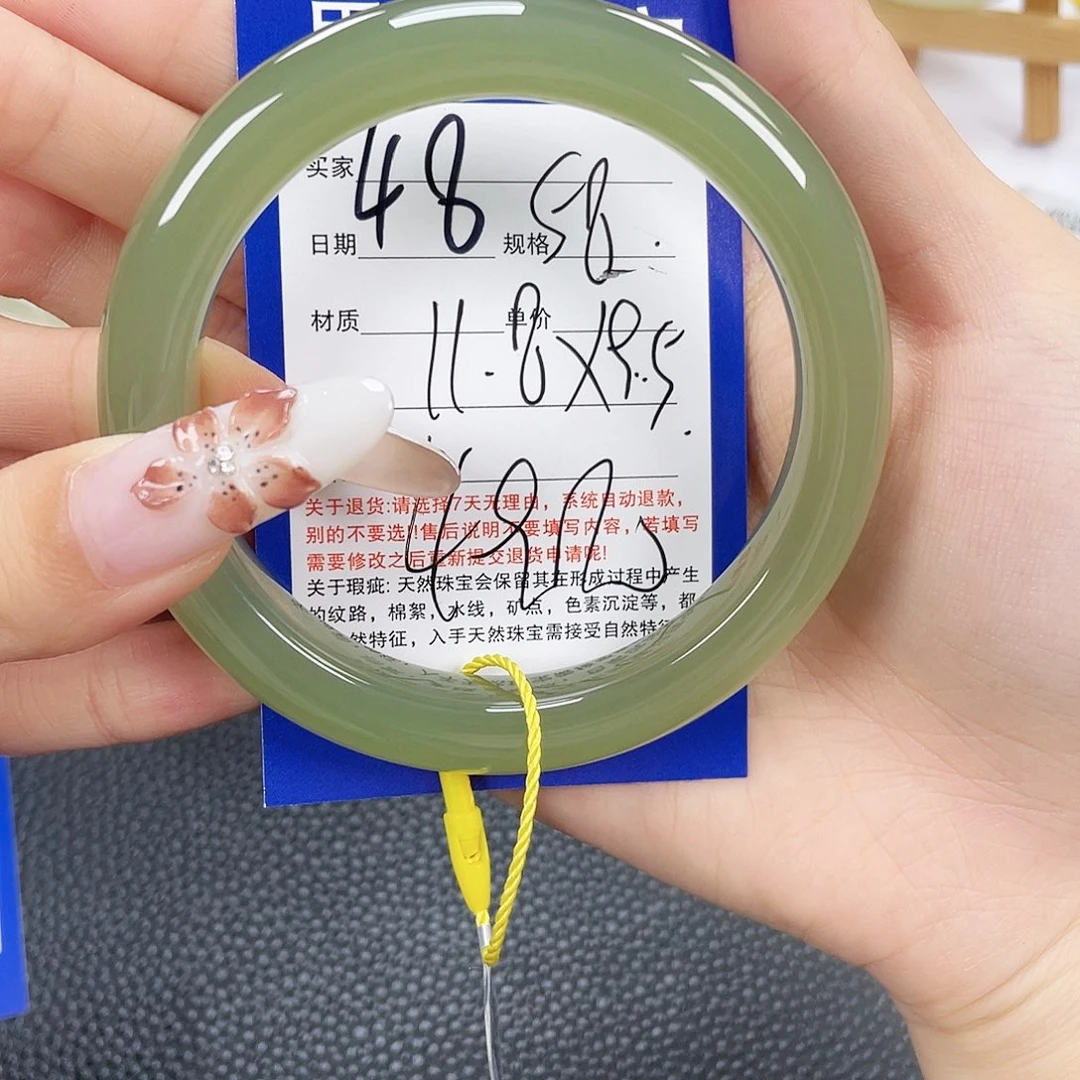 买家 48
日期 规格 58.
材质 单价
11.8X9.5
关于退货:请选择7天无理由，系统自动退款，
别的不要选!!售后说明不要填写内容，若填写
需要修改之后重新提交退货申请呢!
关于瑕疵: 天然珠宝会保留其在形成过程中产生
的纹路，棉絮，水线，矿点，色素沉淀等，都
然特征，入手天然珠宝需接受自然特征